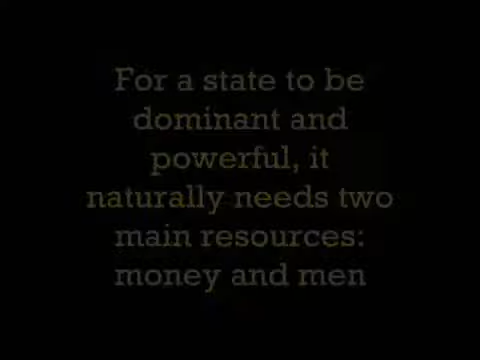 For a state to be
dominant and
powerful, it
naturally needs two
main resources:
money and men